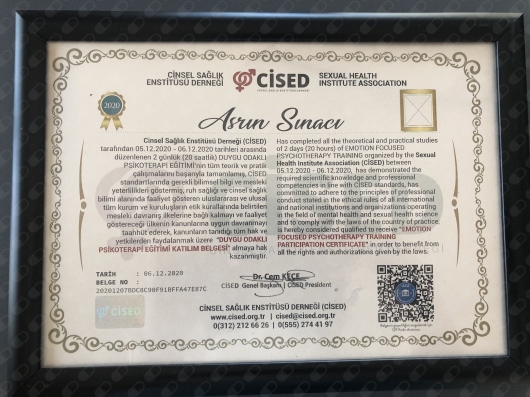 CİNSEL SAĞLIK
ENSTİTÜSÜ DERNEĞİ
CİSED
SEXUAL HEALTH
INSTITUTE ASSOCIATION
2020
Asrın Sınacı
Cinsel Sağlık Enstitüsü Derneği (CİSED)
tarafından 05.12.2020 - 06.12.2020 tarihleri arasında
düzenlenen 2 günlük (20 saatlik) DUYGU ODAKLI
PSİKOTERAPİ EĞİTİMİ'nin tüm teorik ve pratik
çalışmalarını başarıyla tamamlamış, CİSED
standartlarında gerekli bilimsel bilgi ve mesleki
yeterlilikleri göstermiş, ruh sağlığı ve cinsel sağlık
bilimi alanında faaliyet gösteren uluslararası ve ulusal
tüm kurum ve kuruluşların etik kurallarında belirtilen
mesleki davranış ilkelerine bağlı kalmayı ve faaliyet
göstereceği ülkenin kanunlarına uygun davranmayı
taahhüt ederek, kanunların tanıdığı tüm hak ve
yetkilerden faydalanmak üzere "DUYGU ODAKLI
PSİKOTERAPİ EĞİTİMİ KATILIM BELGESİ" almaya hak
kazanmıştır.
Has completed all the theoretical and practical studies
of 2 days (20 hours) of EMOTION FOCUSED
PSYCHOTHERAPY TRAINING organized by the Sexual
Health Institute Association (CİSED) between
05.12.2020 - 06.12.2020, has demonstrated the
required scientific knowledge and professional
competencies in line with CİSED standards, has
committed to adhere to the principles of professional
conduct stated in the ethical rules of all international
and national institutions and organizations operating
in the field of mental health and sexual health science
and to comply with the laws of the country of practice.
is hereby considered qualified to receive "EMOTION
FOCUSED PSYCHOTHERAPY TRAINING
PARTICIPATION CERTIFICATE" in order to benefit from
all the rights and authorizations given by the laws.
TARİH : 06.12.2020
BELGE NO :
Dr. Cem KEÇE
CİSED Genel Başkanı | CİSED President
CİSED
CİNSEL SAĞLIK ENSTİTÜSÜ DERNEĞİ (CİSED)
www.cised.org.tr | cised@cised.org.tr
0(312) 212 66 26 | 0(555) 274 41 97